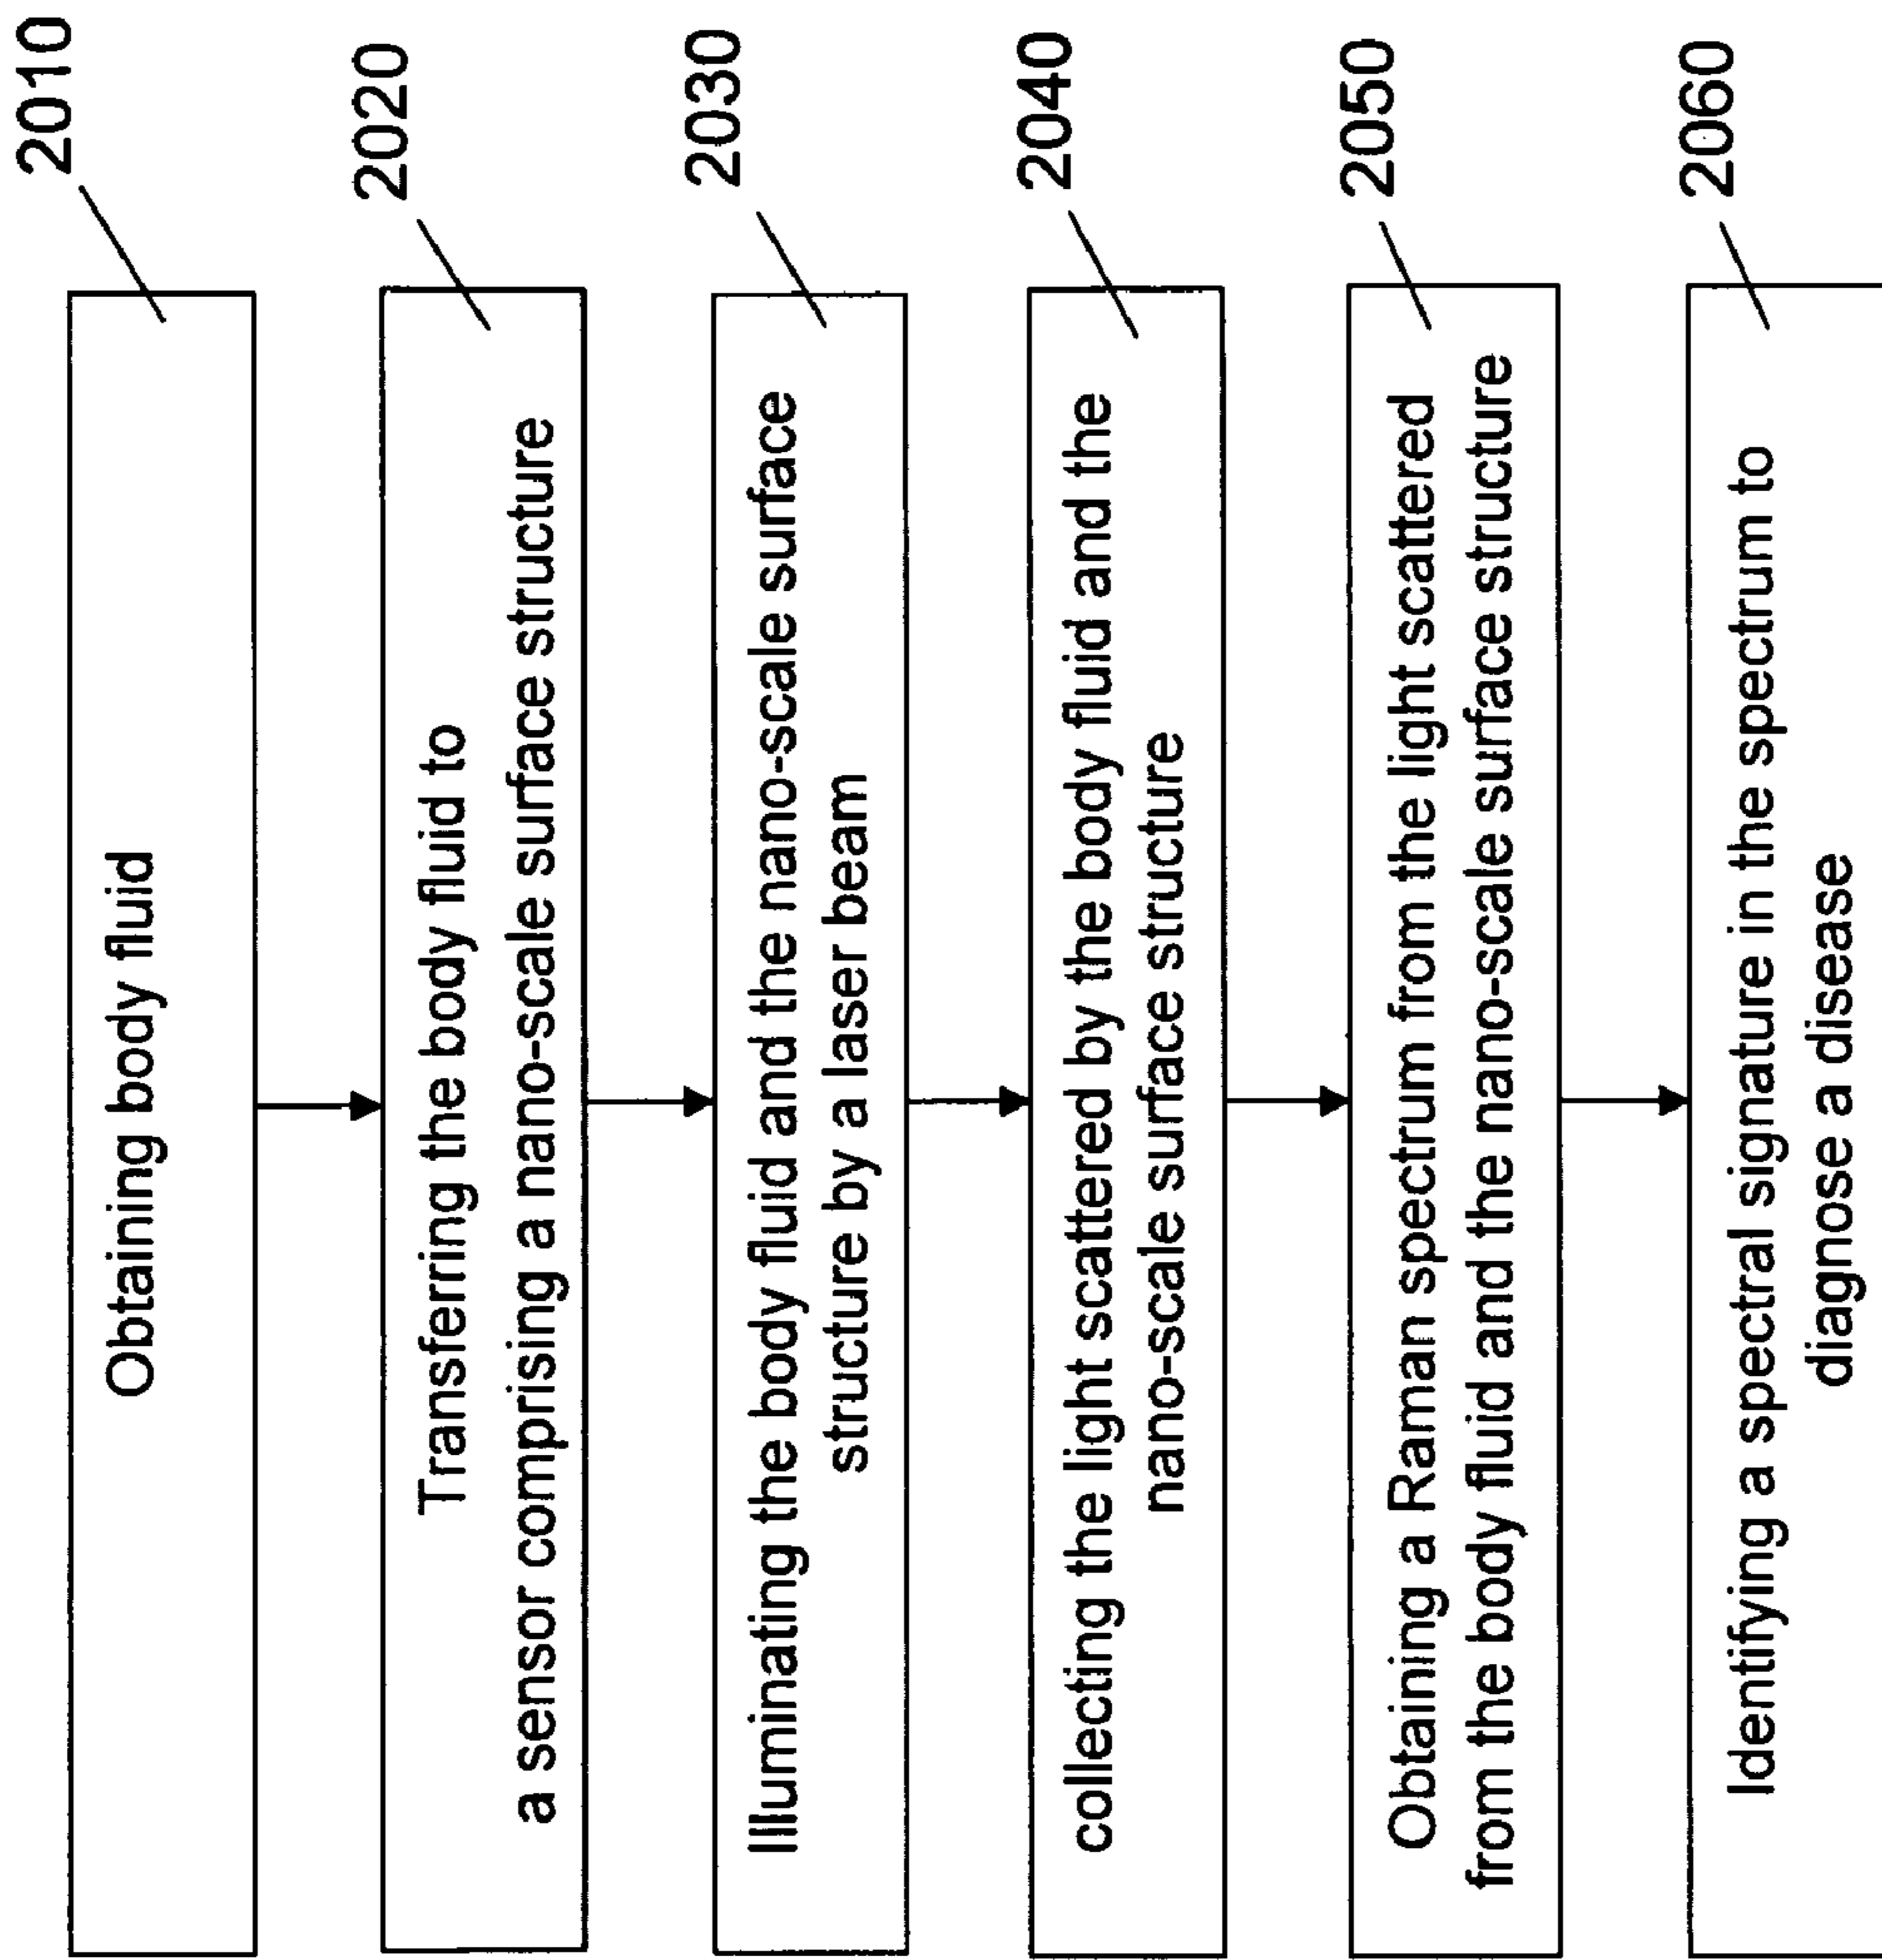 2010
Obtaining body fluid
2020
Transferring the body fluid to
a sensor comprising a nano-scale surface structure
2030
Illuminating the body fluid and the nano-scale surface
structure by a laser beam
2040
collecting the light scattered by the body fluid and the
nano-scale surface structure
2050
Obtaining a Raman spectrum from the light scattered
from the body fluid and the nano-scale surface structure
2060
Identifying a spectral signature in the spectrum to
diagnose a disease